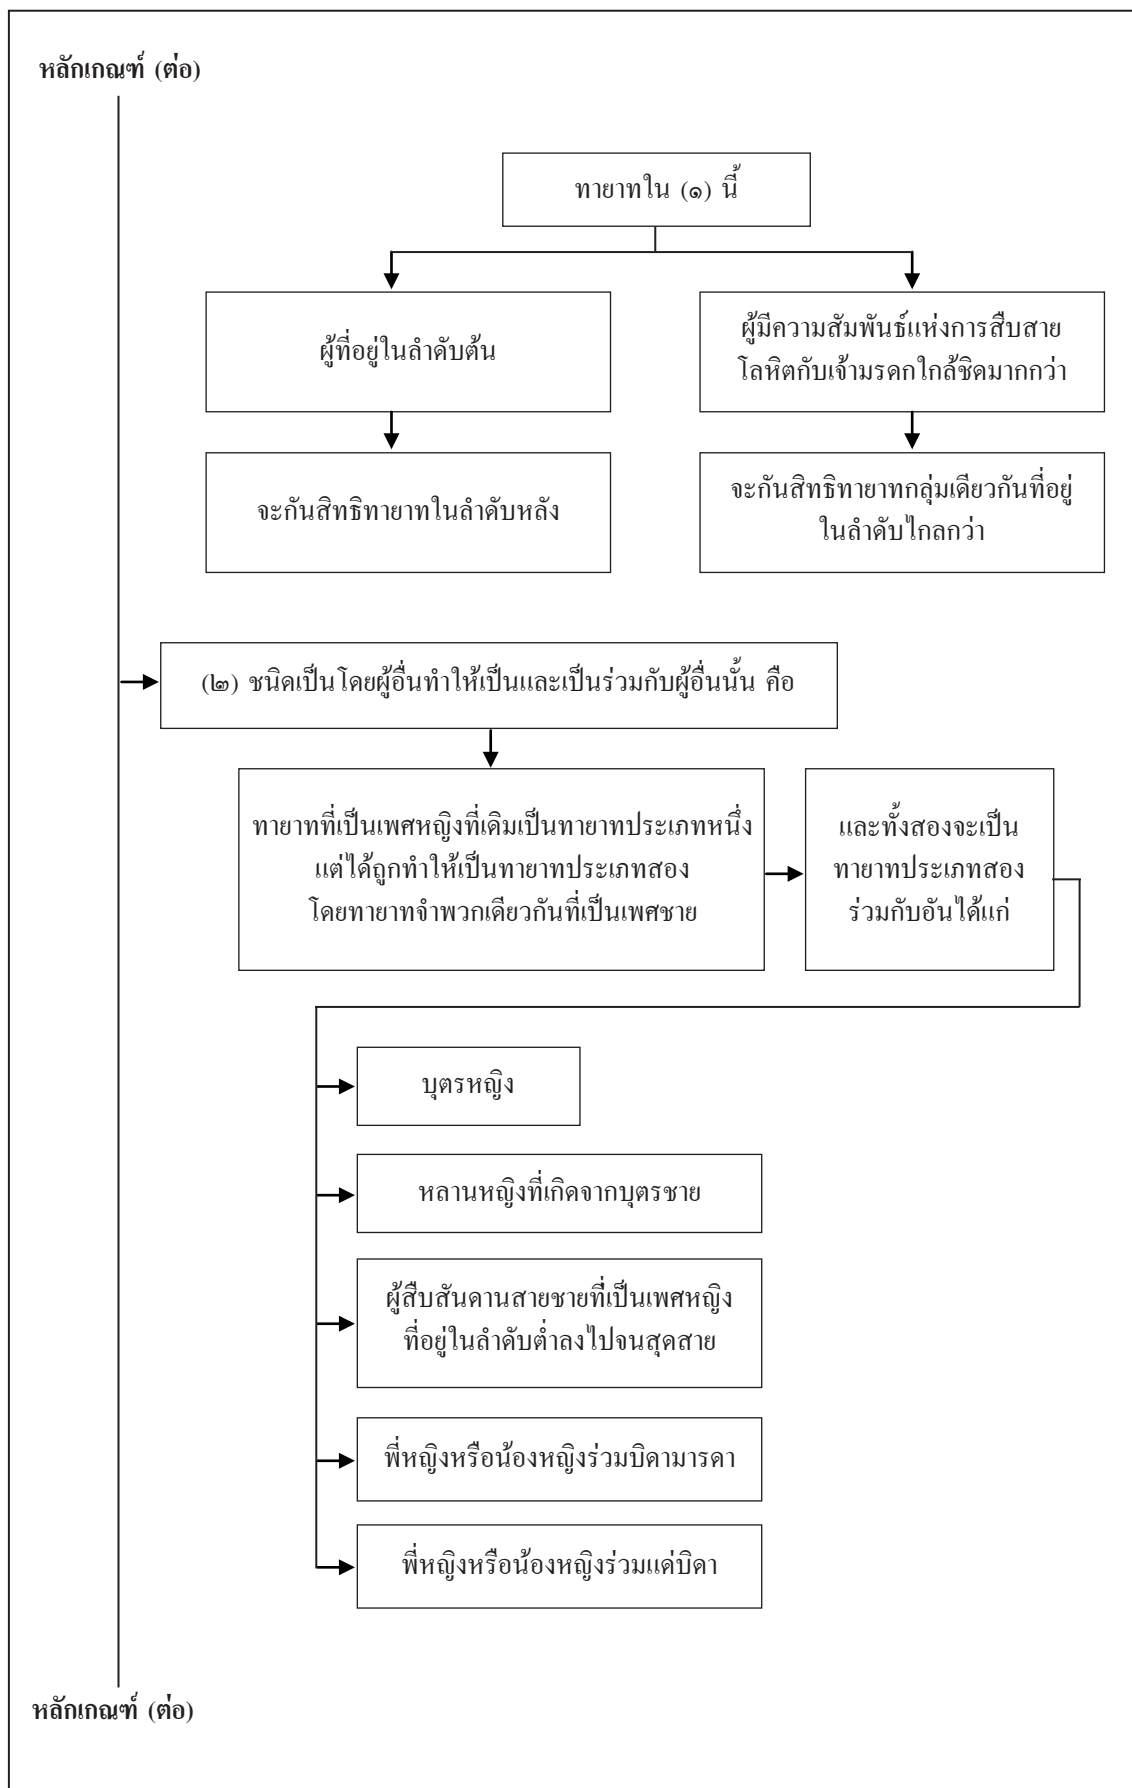 หลักเกณฑ์ (ต่อ)
ทายาทใน (๑) นี้
ผู้ที่อยู่ในลำดับต้น
ผู้มีความสัมพันธ์แห่งการสืบสาย
โลหิตกับเจ้ามรดกใกล้ชิดมากกว่า
จะกันสิทธิทายาทในลำดับหลัง
จะกันสิทธิทายาทกลุ่มเดียวกันที่อยู่
ในลำดับไกลกว่า
(๒) ชนิดเป็นโดยผู้อื่นทำให้เป็นและเป็นร่วมกับผู้อื่นนั้น คือ
ทายาทที่เป็นเพศหญิงที่เดิมเป็นทายาทประเภทหนึ่ง
แต่ได้ถูกทำให้เป็นทายาทประเภทสอง
โดยทายาทจำพวกเดียวกันที่เป็นเพศชาย
และทั้งสองจะเป็น
ทายาทประเภทสอง
ร่วมกับอันได้แก่
บุตรหญิง
หลานหญิงที่เกิดจากบุตรชาย
ผู้สืบสันดานสายชายที่เป็นเพศหญิง
ที่อยู่ในลำดับต่ำลงไปจนสุดสาย
พี่หญิงหรือน้องหญิงร่วมบิดามารดา
พี่หญิงหรือน้องหญิงร่วมแต่บิดา
หลักเกณฑ์ (ต่อ)